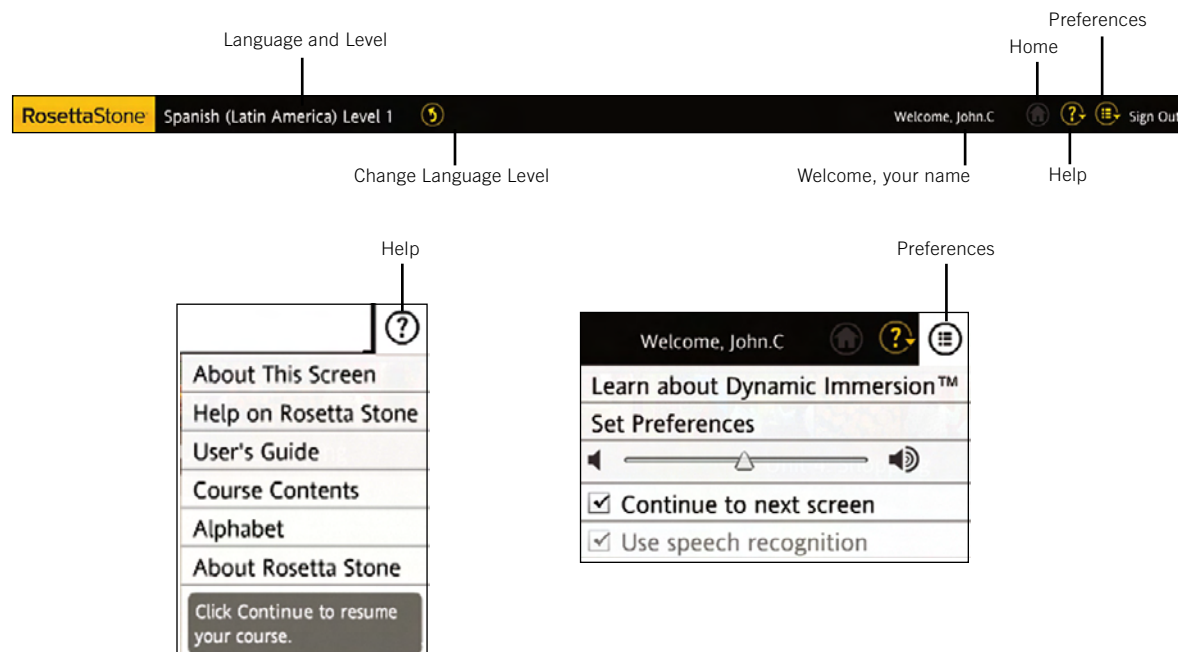 Preferences
Language and Level
Home
RosettaStone Spanish (Latin America) Level 1 Welcome, John.C ? Sign Out
Change Language Level
Welcome, your name
Help
Help
Preferences
?
About This Screen
Help on Rosetta Stone
User's Guide
Course Contents
Alphabet
About Rosetta Stone
Click Continue to resume
your course.
Welcome, John.C ?
Learn about Dynamic Immersion™
Set Preferences
Continue to next screen
Use speech recognition